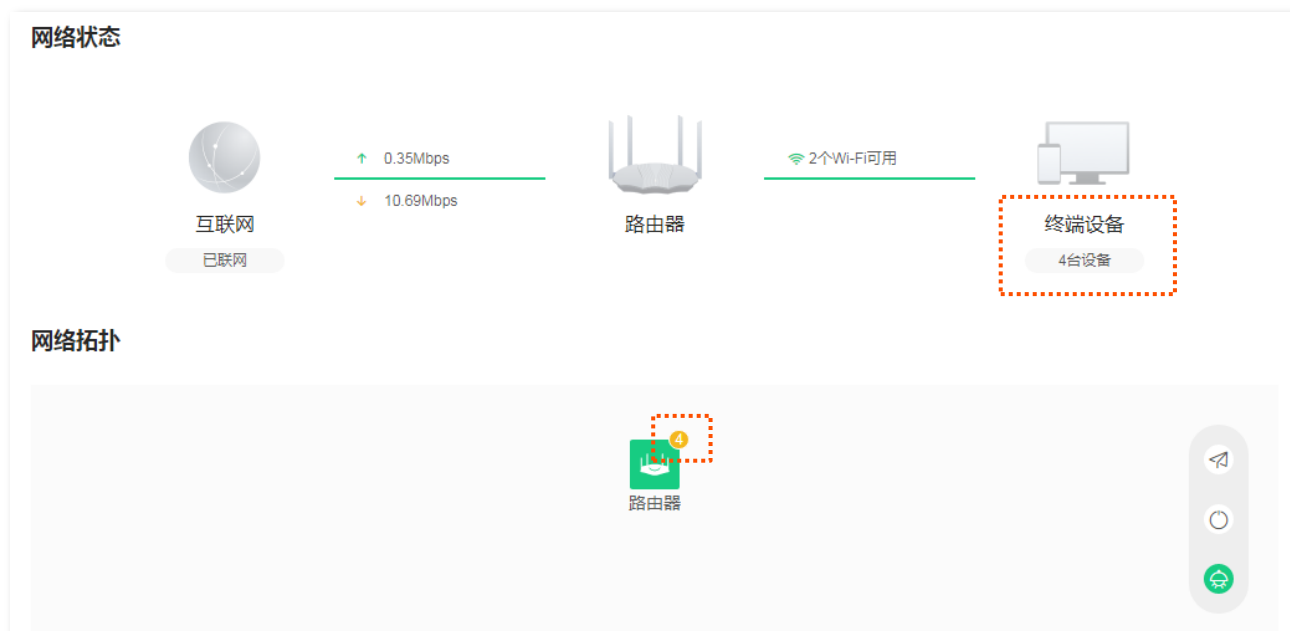 网络状态
0.35Mbps
2个Wi-Fi可用
10.69Mbps
互联网
路由器
终端设备
已联网
4台设备
网络拓扑
4
路由器